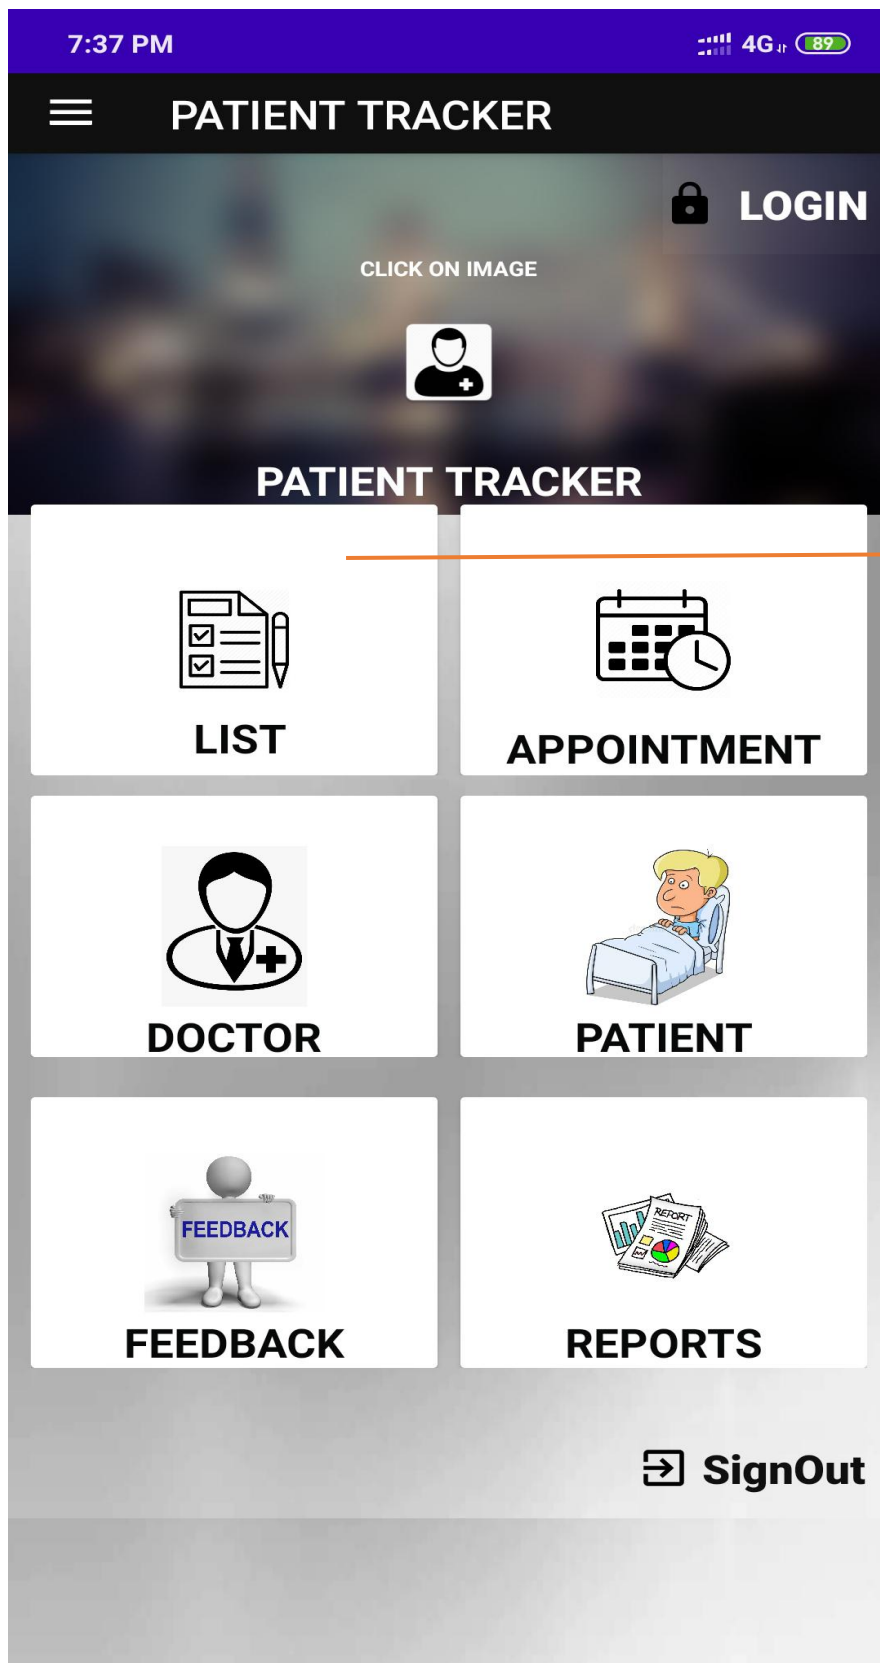 7:37 PM 4G 89
PATIENT TRACKER
LOGIN
CLICK ON IMAGE
PATIENT TRACKER
LIST
APPOINTMENT
DOCTOR
PATIENT
FEEDBACK
REPORT
FEEDBACK
REPORTS
SignOut